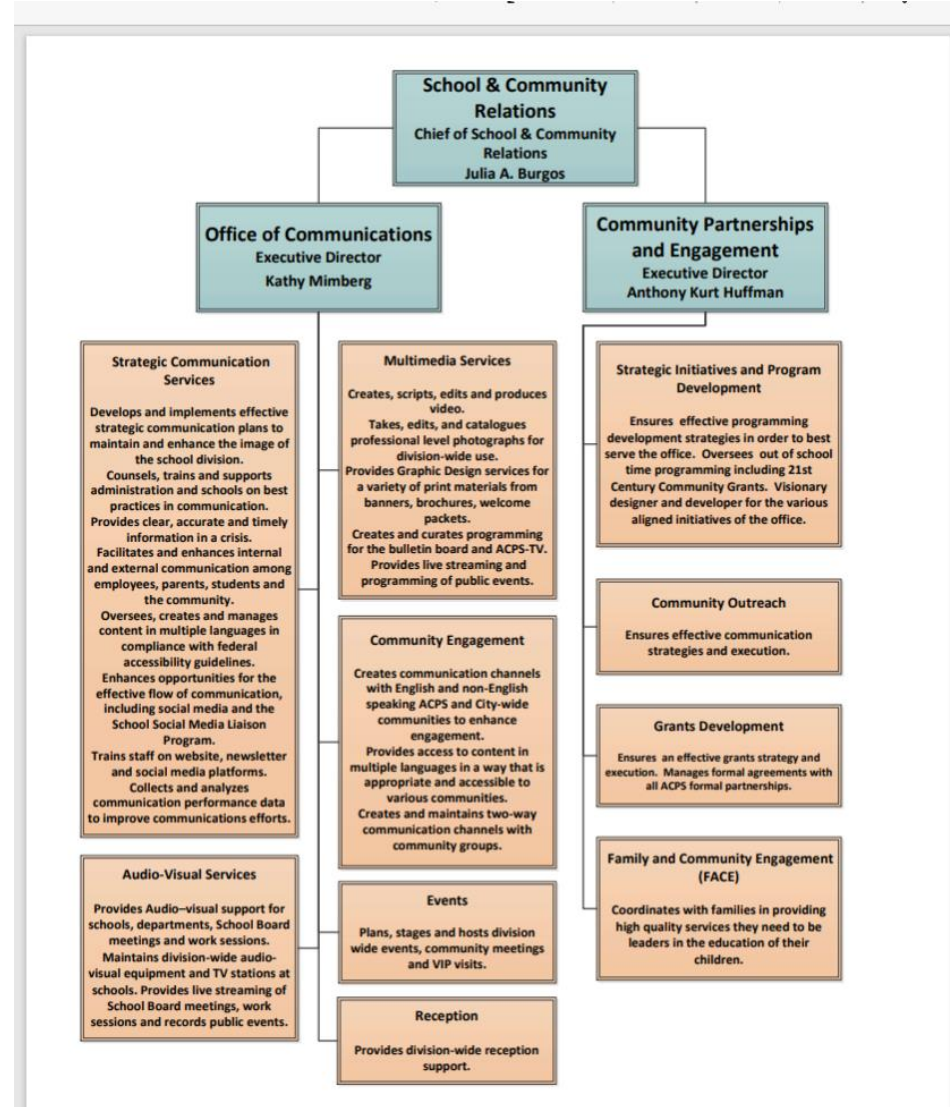 School & Community
Relations
Chief of School & Community
Relations
Julia A. Burgos
Office of Communications
Executive Director
Kathy Mimberg
Community Partnerships
and Engagement
Executive Director
Anthony Kurt Huffman
Strategic Communication
Services
Develops and implements effective
strategic communication plans to
maintain and enhance the image of
the school division.
Counsels, trains and supports
administration and schools on best
practices in communication.
Provides clear, accurate and timely
information in a crisis.
Facilitates and enhances internal
and external communication among
employees, parents, students and
the community.
Oversees, creates and manages
content in multiple languages in
compliance with federal
accessibility guidelines.
Enhances opportunities for the
effective flow of communication,
including social media and the
School Social Media Liaison
Program.
Trains staff on website, newsletter
and social media platforms.
Collects and analyzes
communication performance data
to improve communications efforts.
Audio-Visual Services
Provides Audio–visual support for
schools, departments, School Board
meetings and work sessions.
Maintains division-wide audio-
visual equipment and TV stations at
schools. Provides live streaming of
School Board meetings, work
sessions and records public events.
Multimedia Services
Creates, scripts, edits and produces
video.
Takes, edits, and catalogues
professional level photographs for
division-wide use.
Provides Graphic Design services for
a variety of print materials from
banners, brochures, welcome
packets.
Creates and curates programming
for the bulletin board and ACPS-TV.
Provides live streaming and
programming of public events.
Community Engagement
Creates communication channels
with English and non-English
speaking ACPS and City-wide
communities to enhance
engagement.
Provides access to content in
multiple languages in a way that is
appropriate and accessible to
various communities.
Creates and maintains two-way
communication channels with
community groups.
Events
Plans, stages and hosts division
wide events, community meetings
and VIP visits.
Reception
Provides division-wide reception
support.
Strategic Initiatives and Program
Development
Ensures effective programming
development strategies in order to best
serve the office. Oversees out of school
time programming including 21st
Century Community Grants. Visionary
designer and developer for the various
aligned initiatives of the office.
Community Outreach
Ensures effective communication
strategies and execution.
Grants Development
Ensures an effective grants strategy and
execution. Manages formal agreements with
all ACPS formal partnerships.
Family and Community Engagement
(FACE)
Coordinates with families in providing
high quality services they need to be
leaders in the education of their
children.